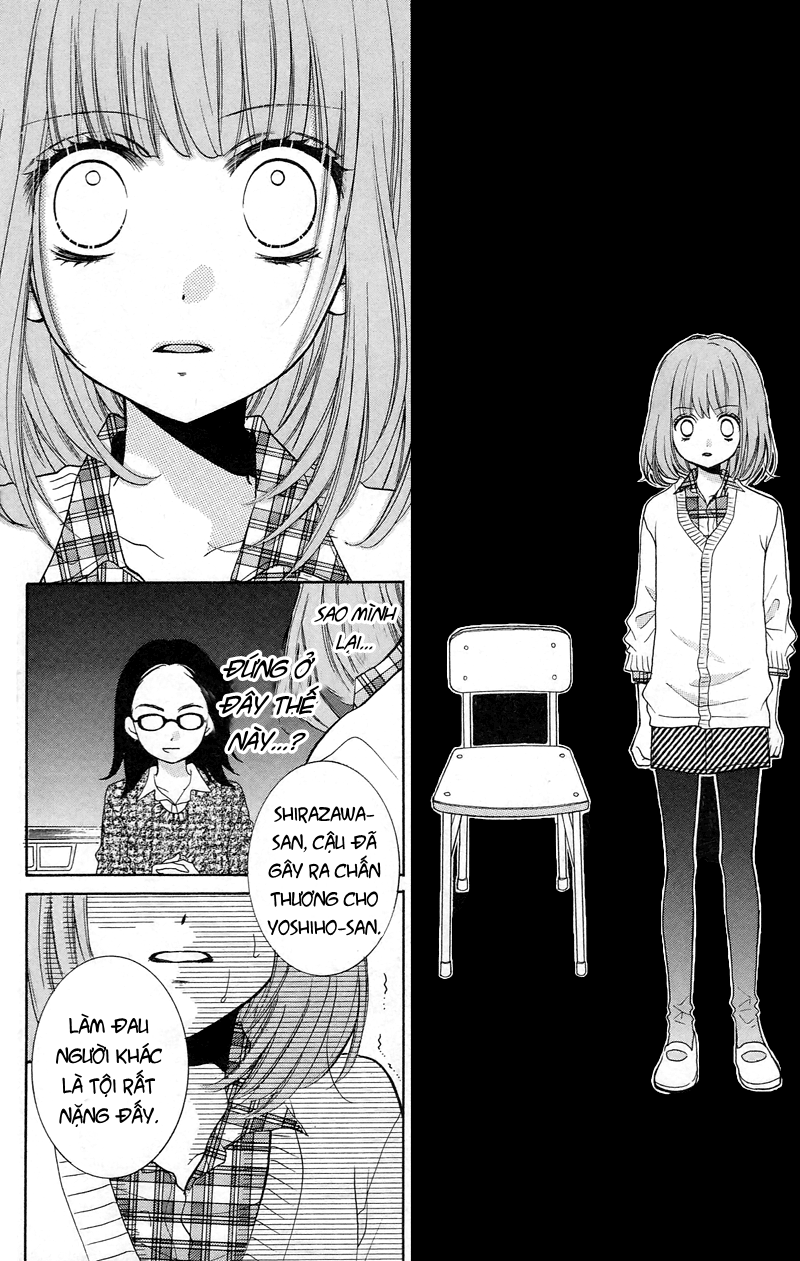 SAO MÌNH
LẠI...
ĐỨNG Ở
ĐÂY THẾ
NÀY...?
SHIRAZAWA-
SAN, CẬU ĐÃ
GÂY RA CHẤN
THƯƠNG CHO
YOSHIHO-SAN.
LÀM ĐAU
NGƯỜI KHÁC
LÀ TỘI RẤT
NẶNG ĐẤY.